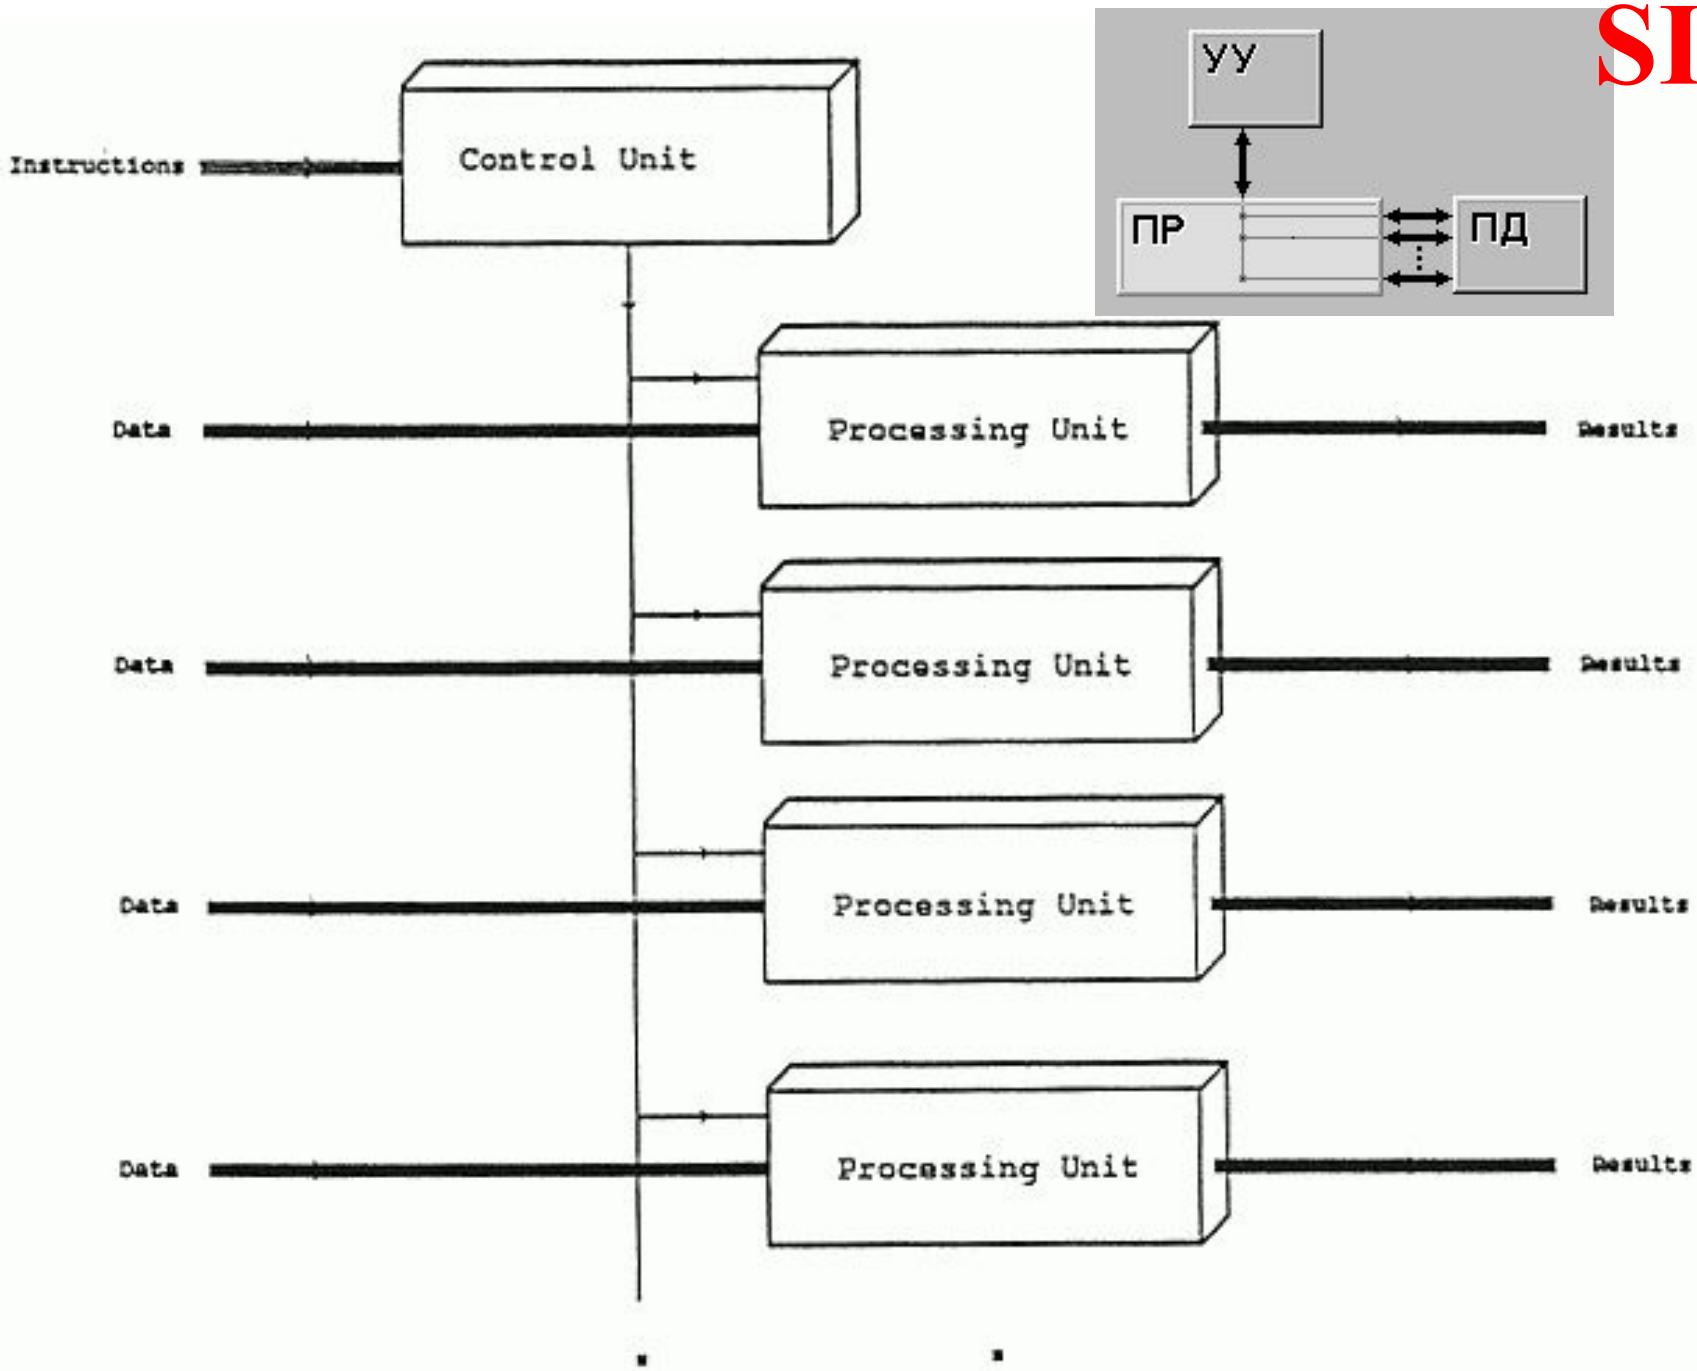 SI
УУ
Control Unit
Instructions
ПР
ПД
Data
Processing Unit
Results
Data
Processing Unit
Results
Data
Processing Unit
Results
Data
Processing Unit
Results